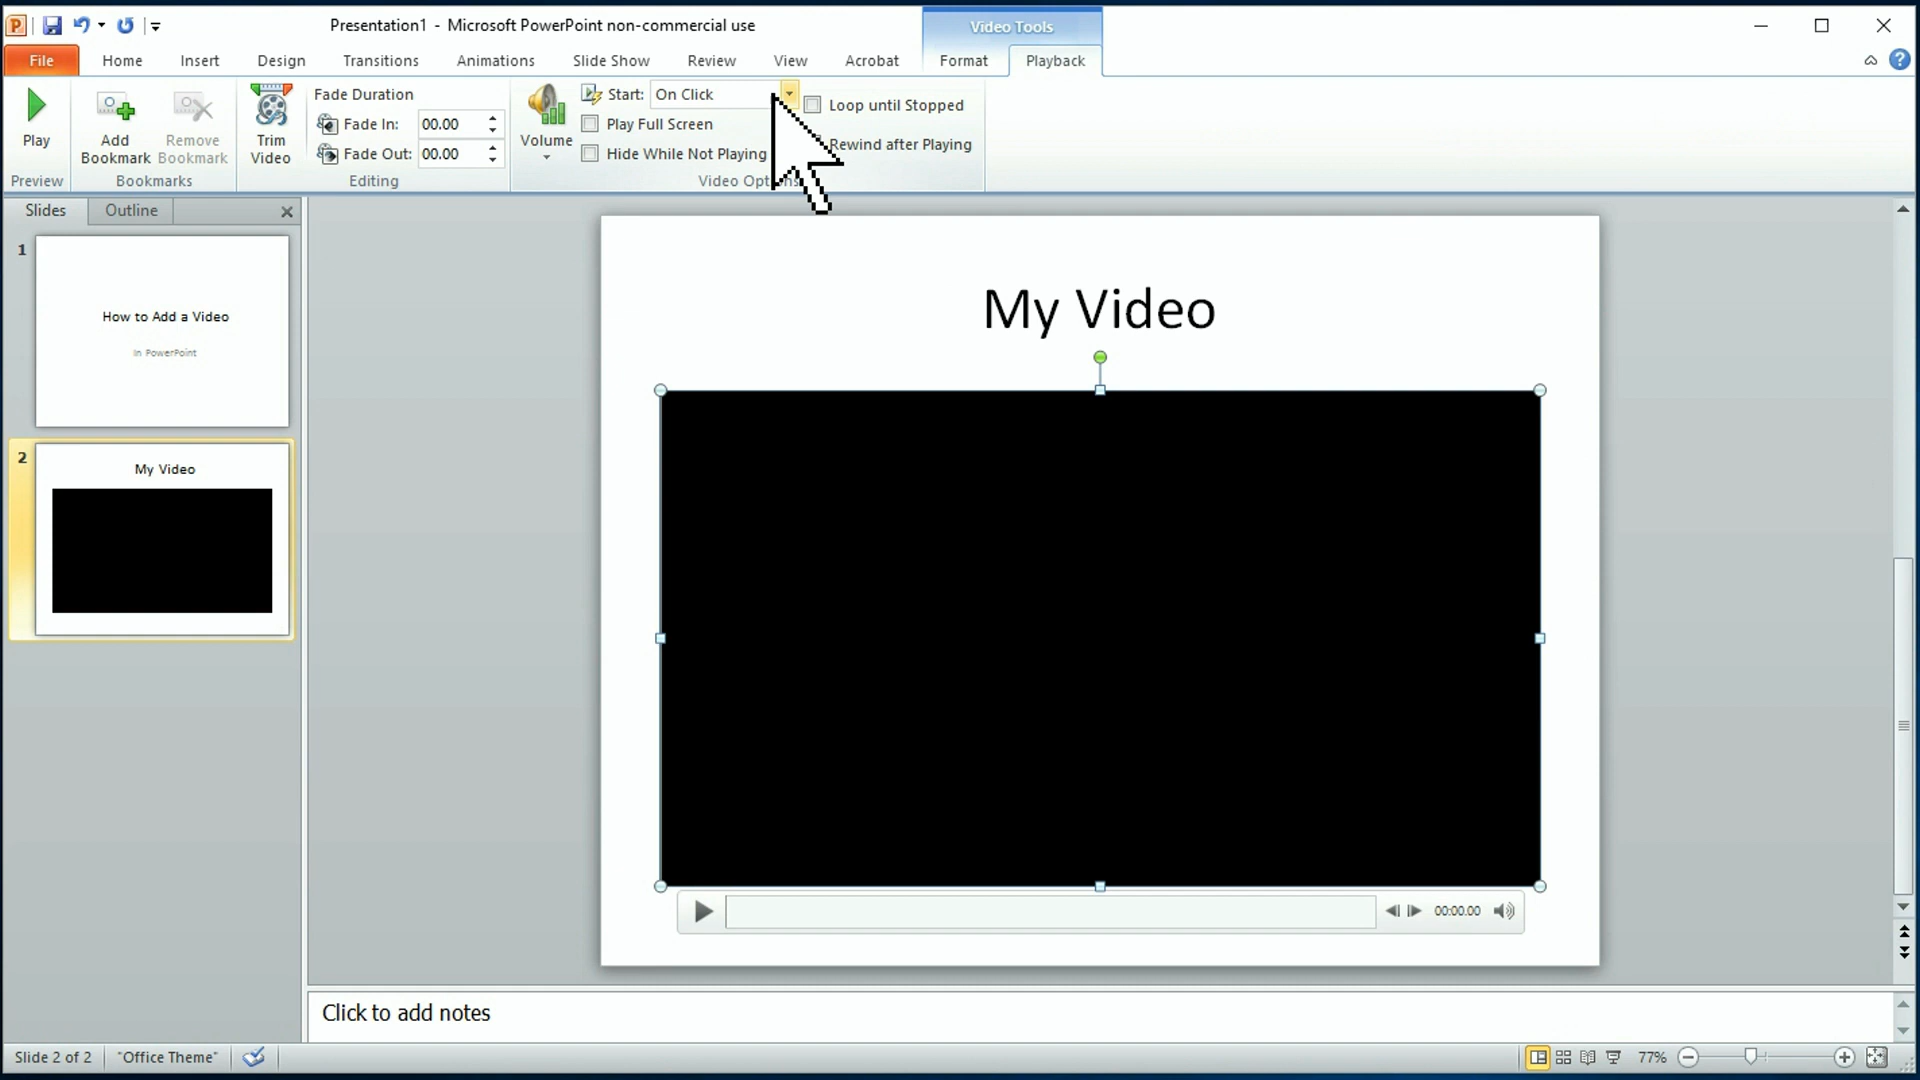 Presentation1 - Microsoft PowerPoint non-commercial use
Video Tools
File Home Insert Design Transitions Animations Slide Show Review View Acrobat Format Playback
Play
Preview
Add Bookmark
Remove Bookmark
Bookmarks
Trim Video
Fade Duration
Fade In: 00.00
Fade Out: 00.00
Editing
Volume
Start: On Click
Play Full Screen
Hide While Not Playing
Loop until Stopped
Rewind after Playing
Video Opt
Slides Outline
1
How to Add a Video
In PowerPoint
2
My Video
My Video
00:00.00
Click to add notes
Slide 2 of 2 "Office Theme" 77%